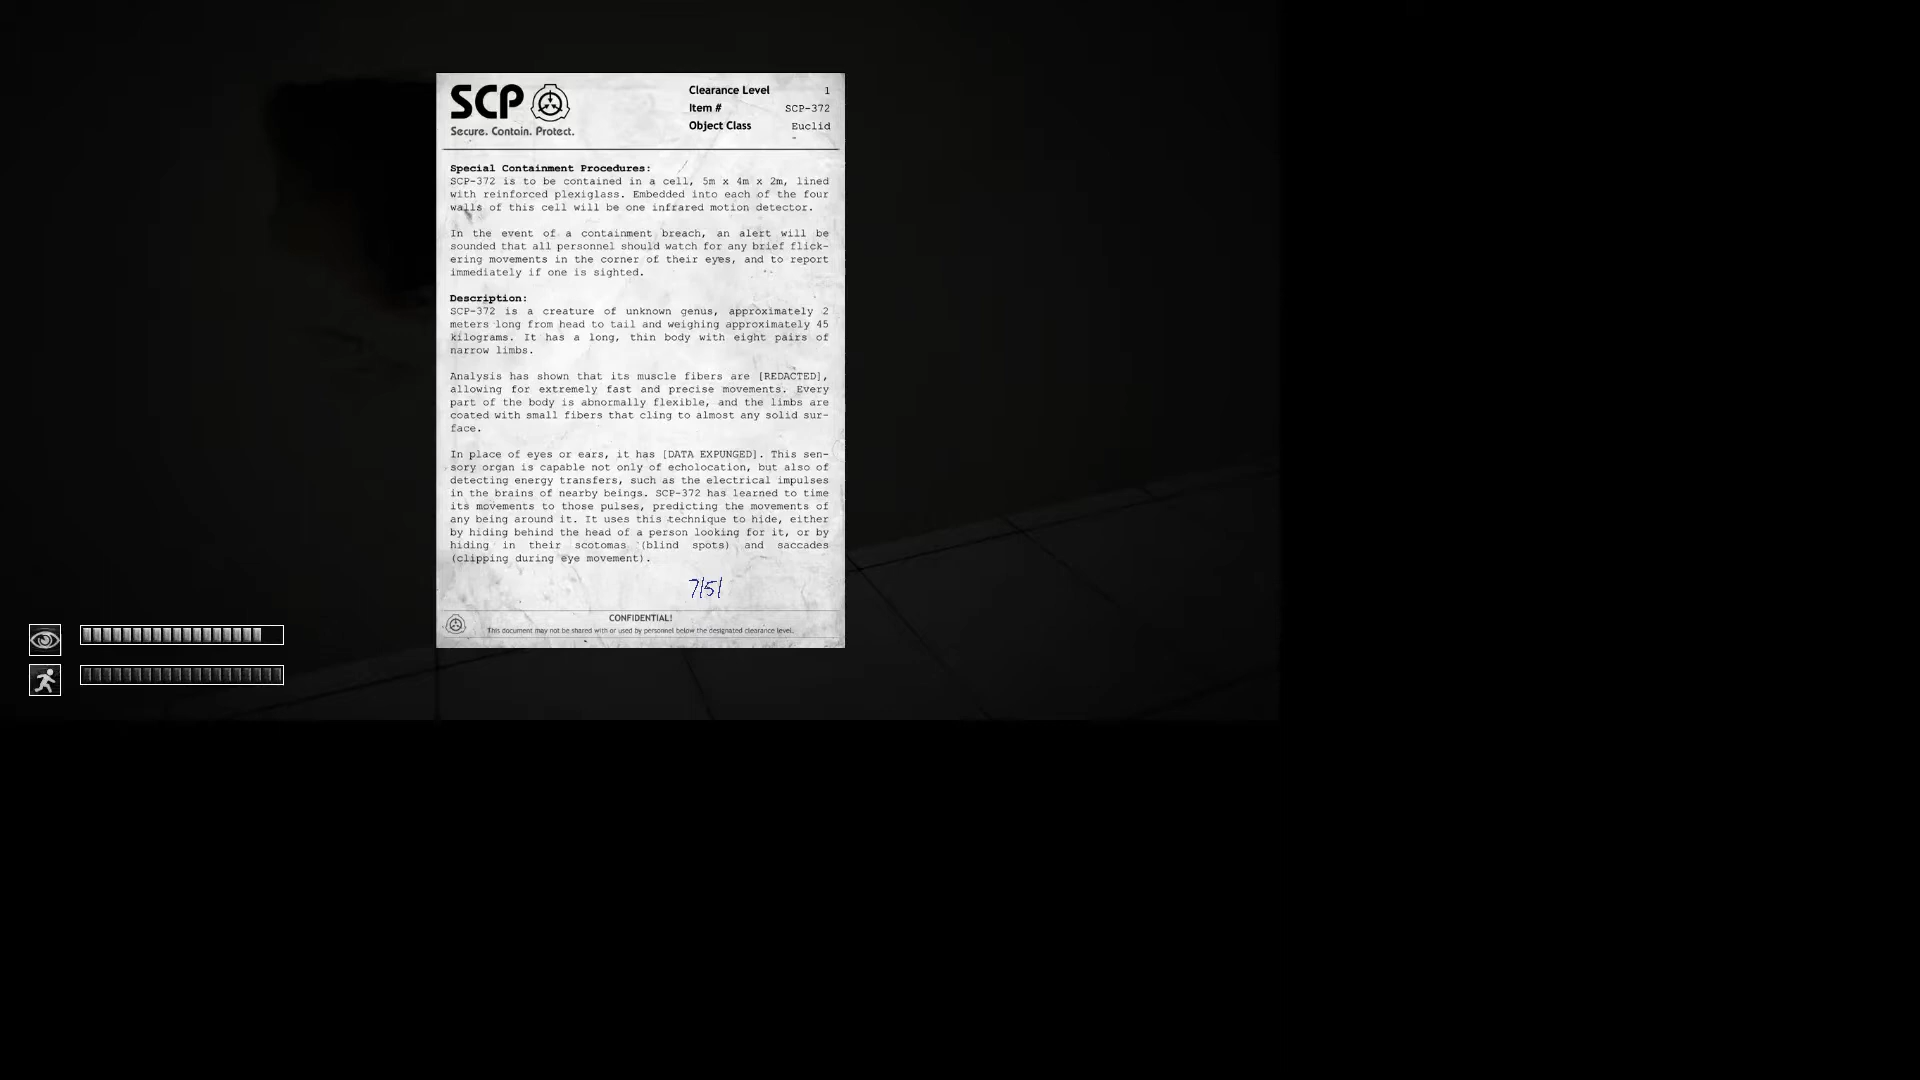 SCP
Secure. Contain. Protect.
Clearance Level 1
Item # SCP-372
Object Class Euclid
Special Containment Procedures:
SCP-372 is to be contained in a cell, 5m x 4m x 2m, lined
with reinforced plexiglass. Embedded into each of the four
walls of this cell will be one infrared motion detector.
In the event of a containment breach, an alert will be
sounded that all personnel should watch for any brief flick-
ering movements in the corner of their eyes, and to report
immediately if one is sighted.
Description:
SCP-372 is a creature of unknown genus, approximately 2
meters long from head to tail and weighing approximately 45
kilograms. It has a long, thin body with eight pairs of
narrow limbs.
Analysis has shown that its muscle fibers are [REDACTED],
allowing for extremely fast and precise movements. Every
part of the body is abnormally flexible, and the limbs are
coated with small fibers that cling to almost any solid sur-
face.
In place of eyes or ears, it has [DATA EXPUNGED]. This sen-
sory organ is capable not only of echolocation, but also of
detecting energy transfers, such as the electrical impulses
in the brains of nearby beings. SCP-372 has learned to time
its movements to those pulses, predicting the movements of
any being around it. It uses this technique to hide, either
by hiding behind the head of a person looking for it, or by
hiding in their scotomas (blind spots) and saccades
(clipping during eye movement).
7151
CONFIDENTIAL!
This document may not be shared with or used by personnel below the designated clearance level.